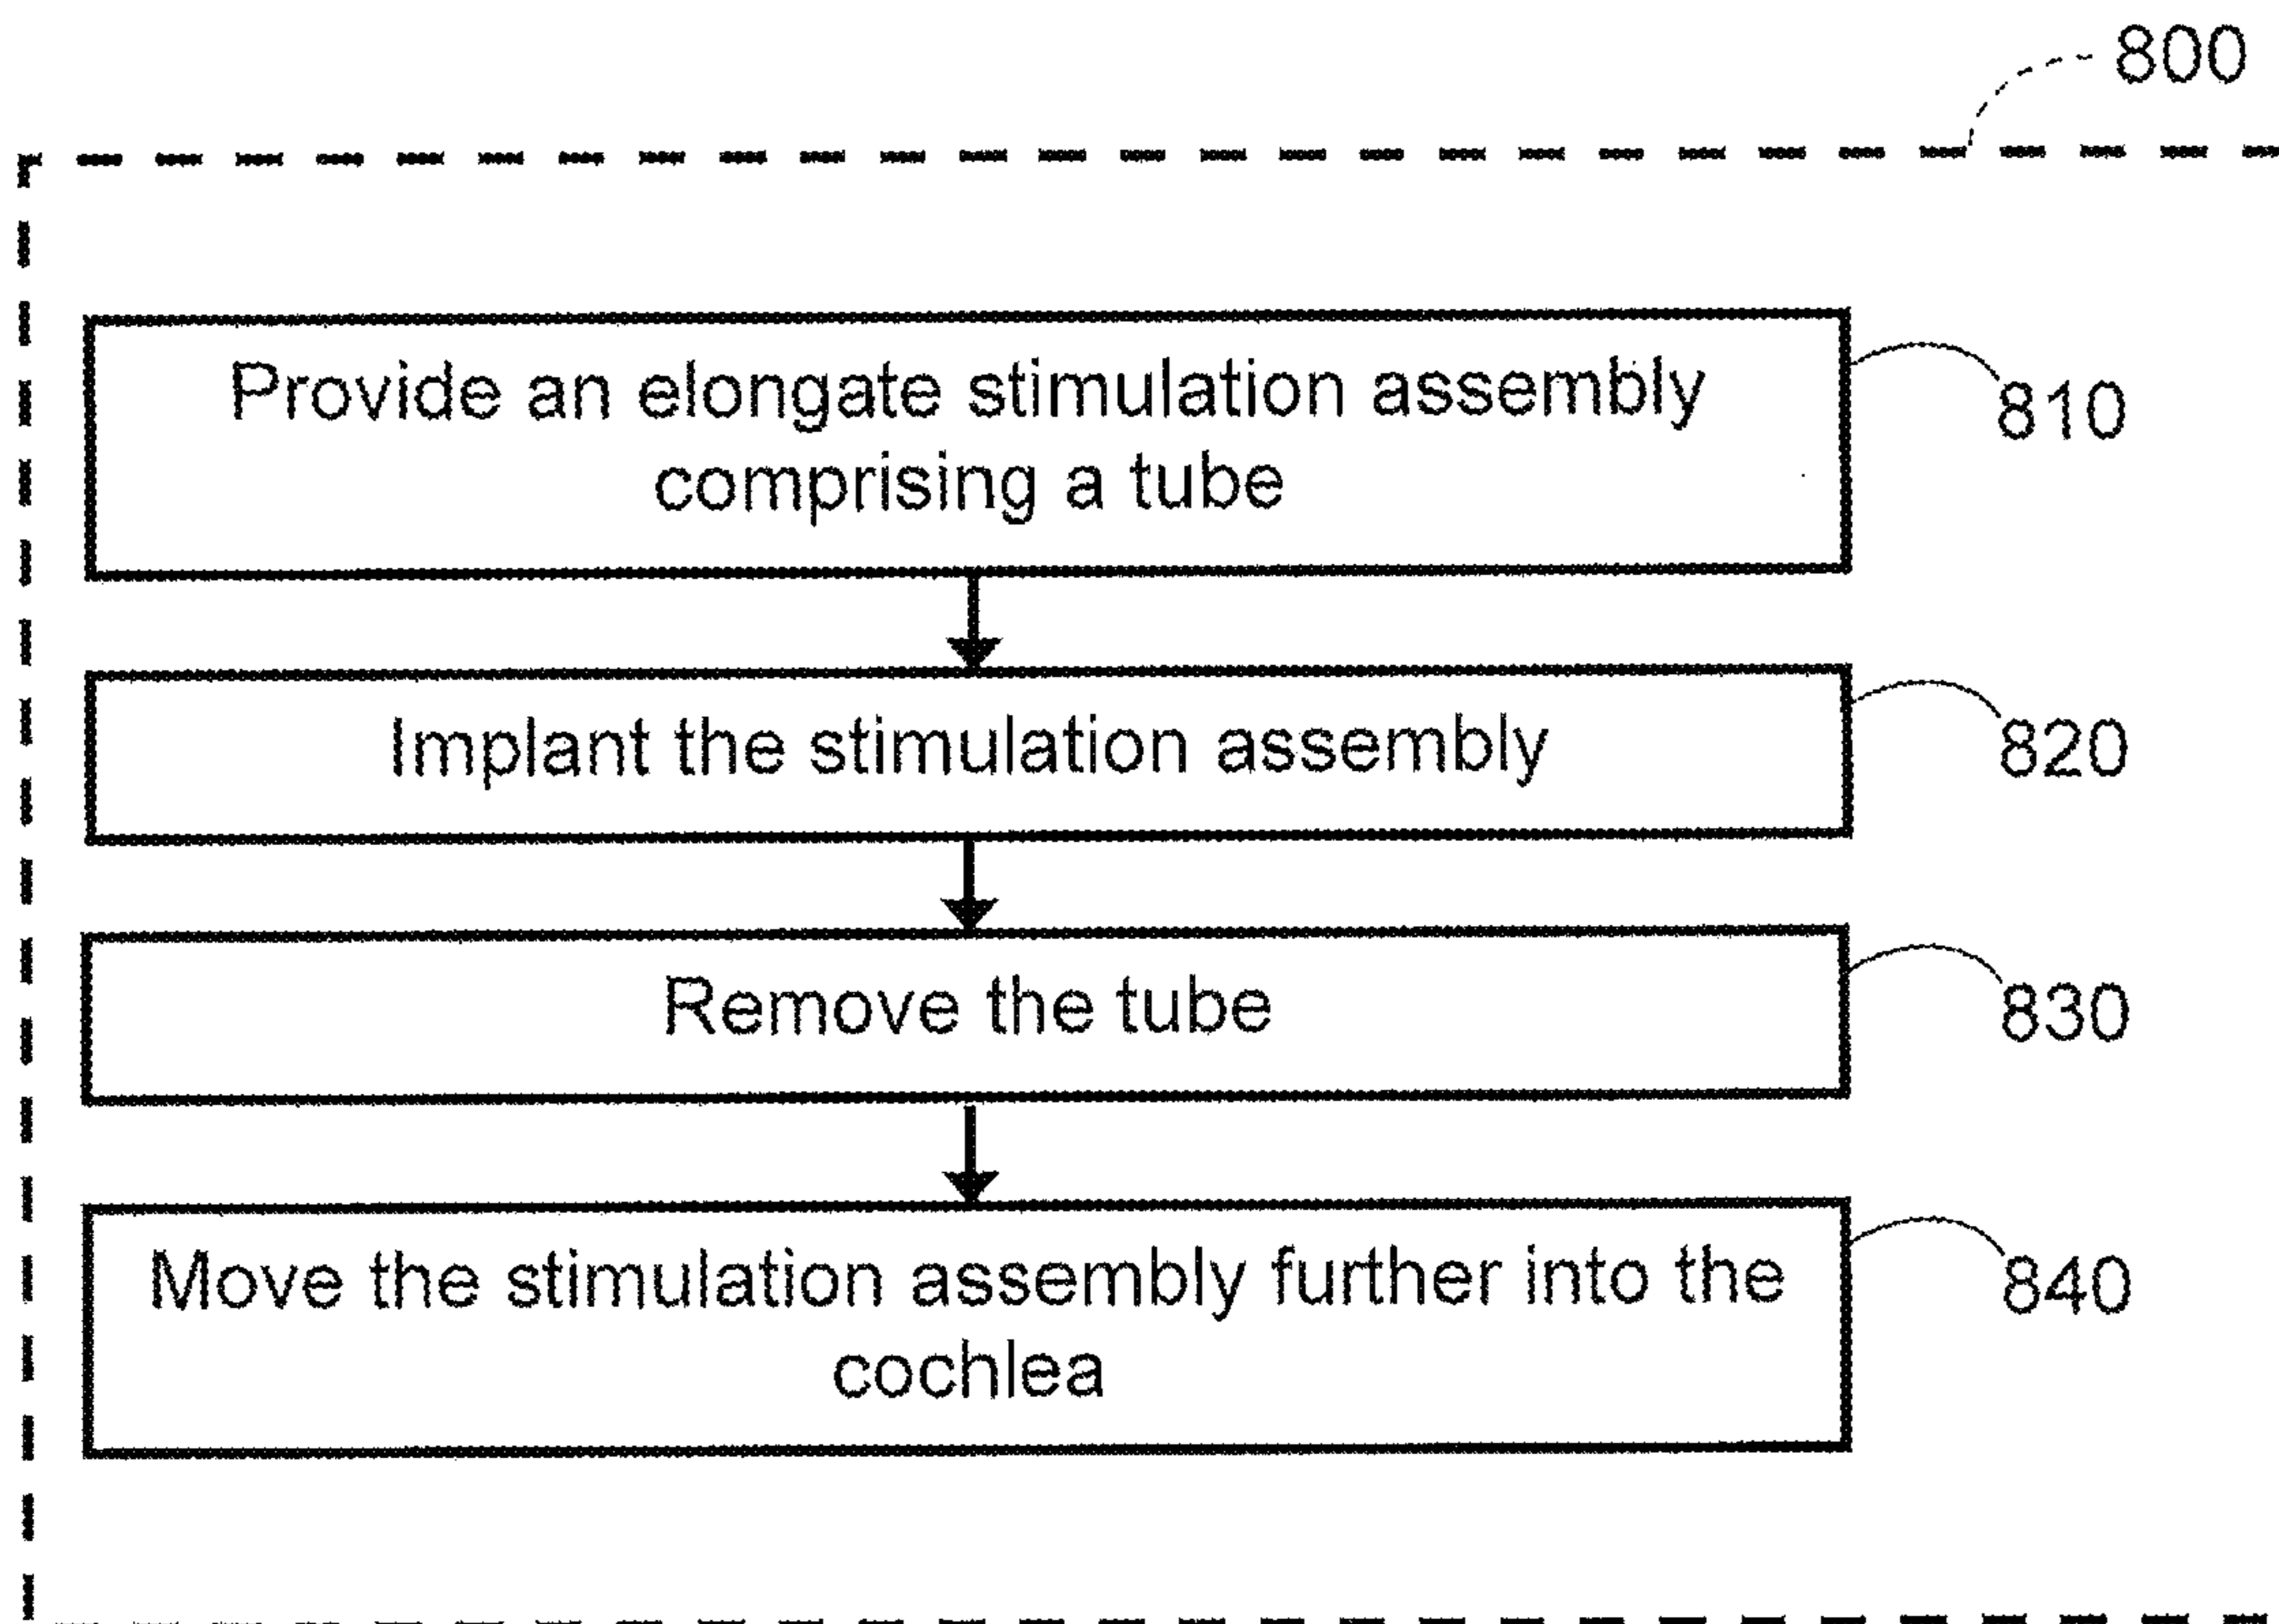 800
Provide an elongate stimulation assembly
comprising a tube
810
Implant the stimulation assembly
820
Remove the tube
830
Move the stimulation assembly further into the
cochlea
840